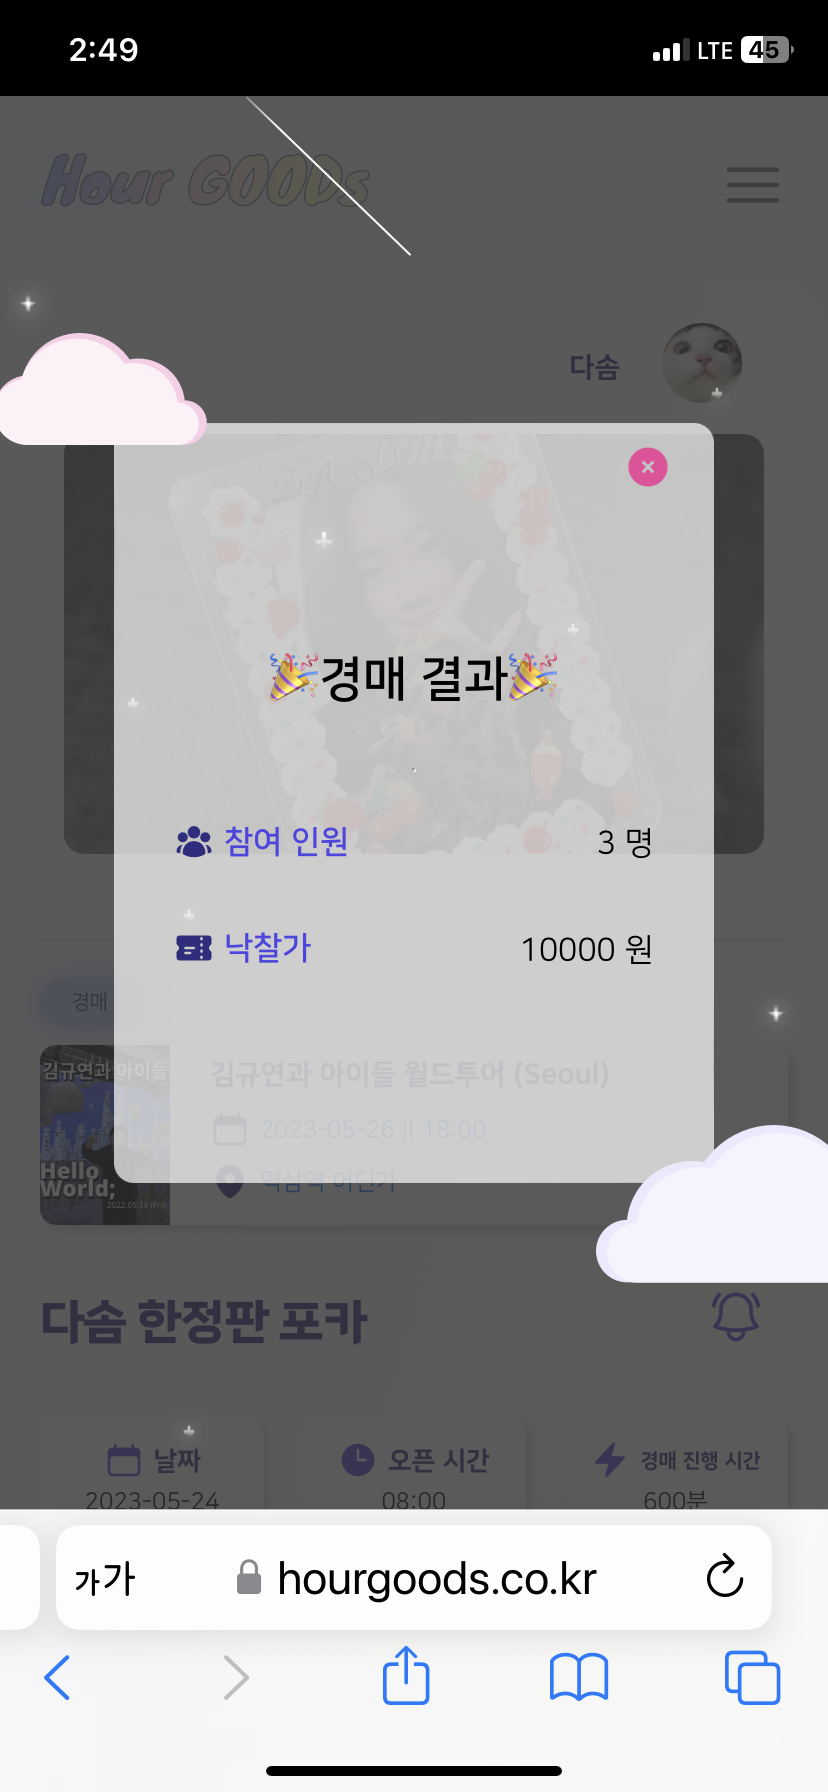 2:49 LTE 45
Hour GOODs
다솜
DA SOM
🎉경매 결과🎉
참여 인원 3 명
낙찰가 10000 원
경매
김규연과 아이들
Hello
World;
2022.05.19 (Fri)
김규연과 아이들 월드투어 (Seoul)
2023-05-26 || 18:00
역삼역 어딘가
다솜 한정판 포카
날짜
2023-05-24
오픈 시간
08:00
경매 진행 시간
600분
가가 hourgoods.co.kr